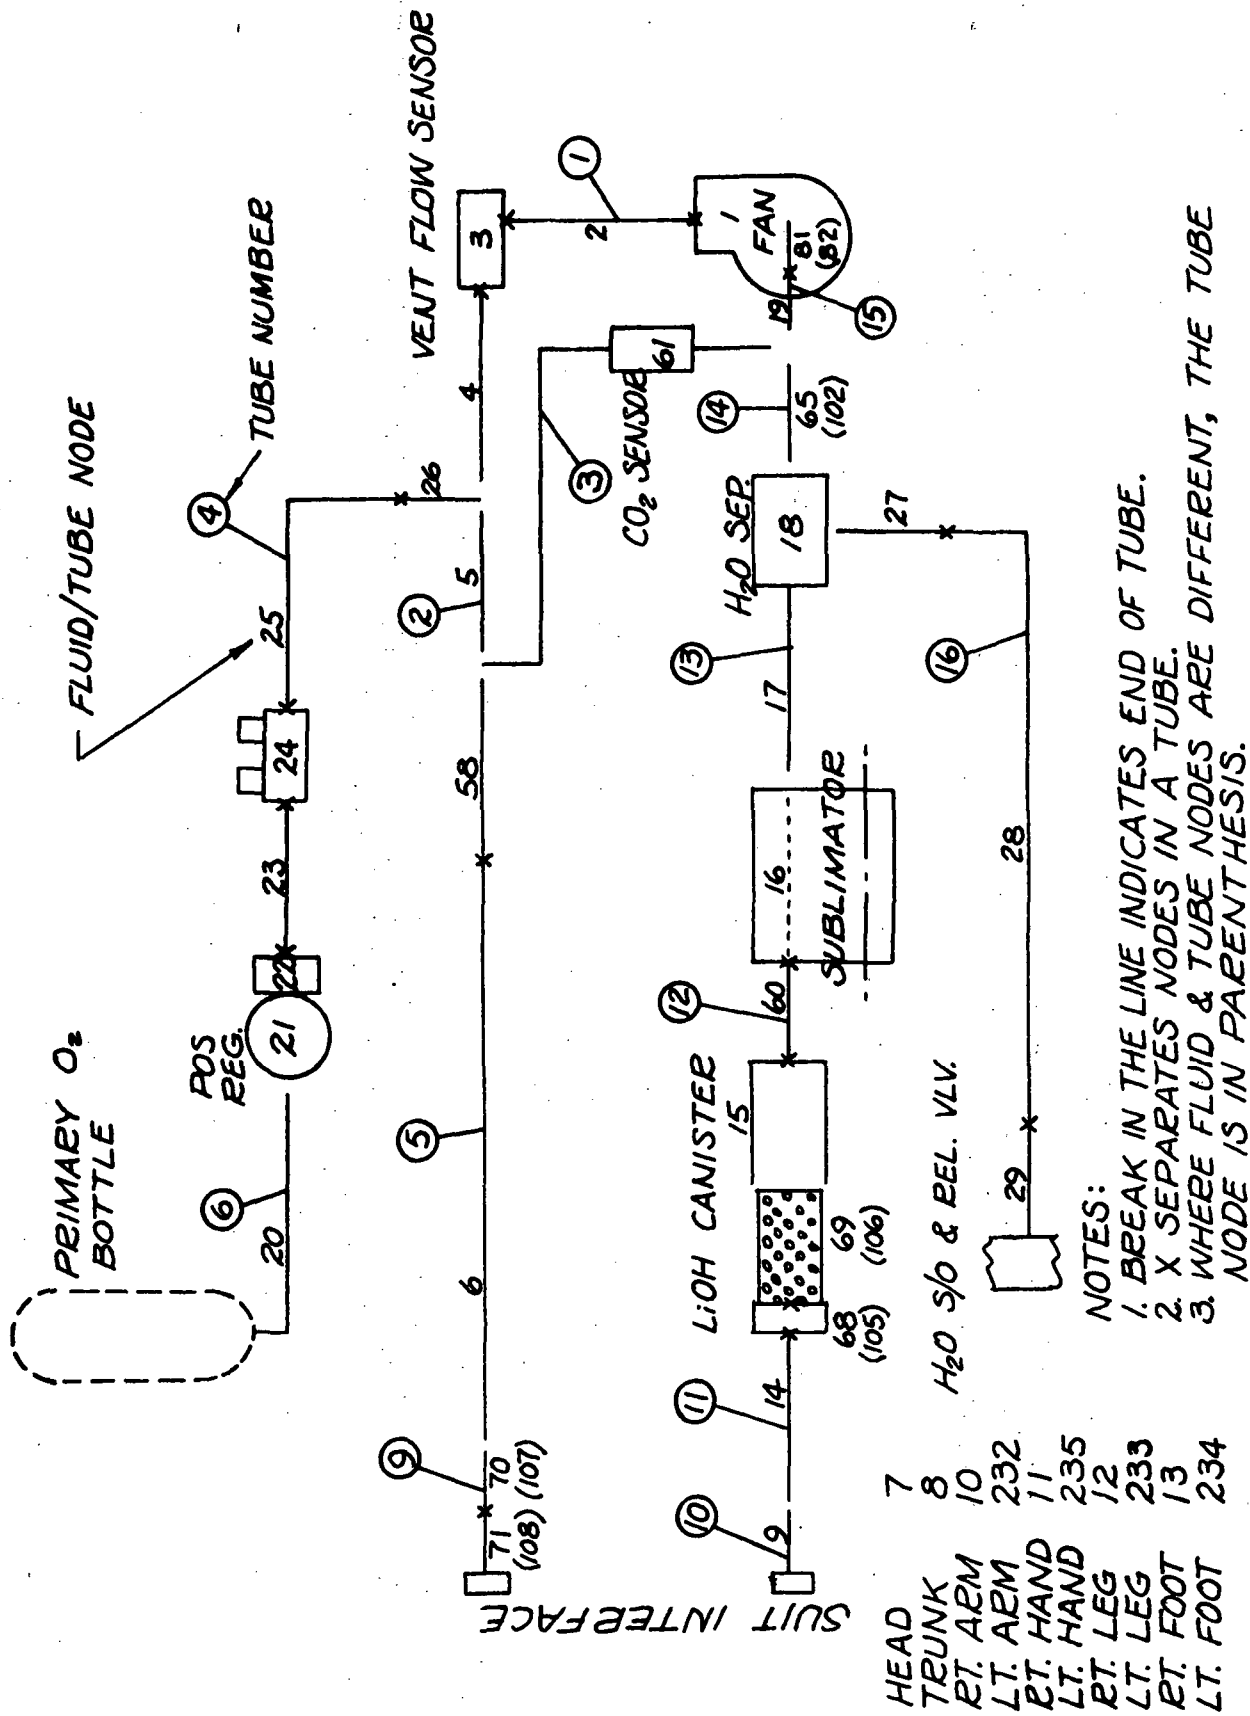 FLUID/TUBE NODE
TUBE NUMBER
VENT FLOW SENSOR
PRIMARY O₂
BOTTLE
POS
REG.
6
20
21
22
23
24
25
4
26
9
71
(108)
70
(107)
6
5
58
5
2
4
3
2
1
1
FAN
81
(82)
19
15
3
CO₂ SENSOR
61
SUIT INTERFACE
10
9
11
14
LiOH CANISTER
68
(105)
69
(106)
15
12
60
16
SUBLIMATOR
13
17
H₂O SEP.
18
14
65
(102)
27
16
28
29
H₂O S/O & REL. VLV.
HEAD 7
TRUNK 8
RT. ARM 10
LT. ARM 232
RT. HAND 11
LT. HAND 235
RT. LEG 12
LT. LEG 233
RT. FOOT 13
LT. FOOT 234
NOTES:
1. BREAK IN THE LINE INDICATES END OF TUBE.
2. X SEPARATES NODES IN A TUBE.
3. WHERE FLUID & TUBE NODES ARE DIFFERENT, THE TUBE
NODE IS IN PARENTHESIS.